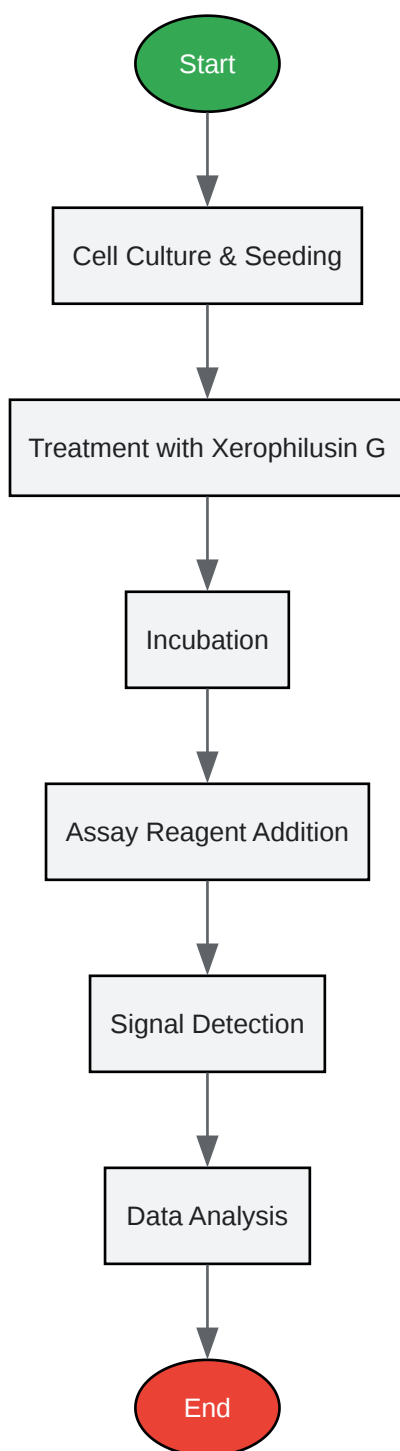 Start
Cell Culture & Seeding
Treatment with Xerophilusin G
Incubation
Assay Reagent Addition
Signal Detection
Data Analysis
End